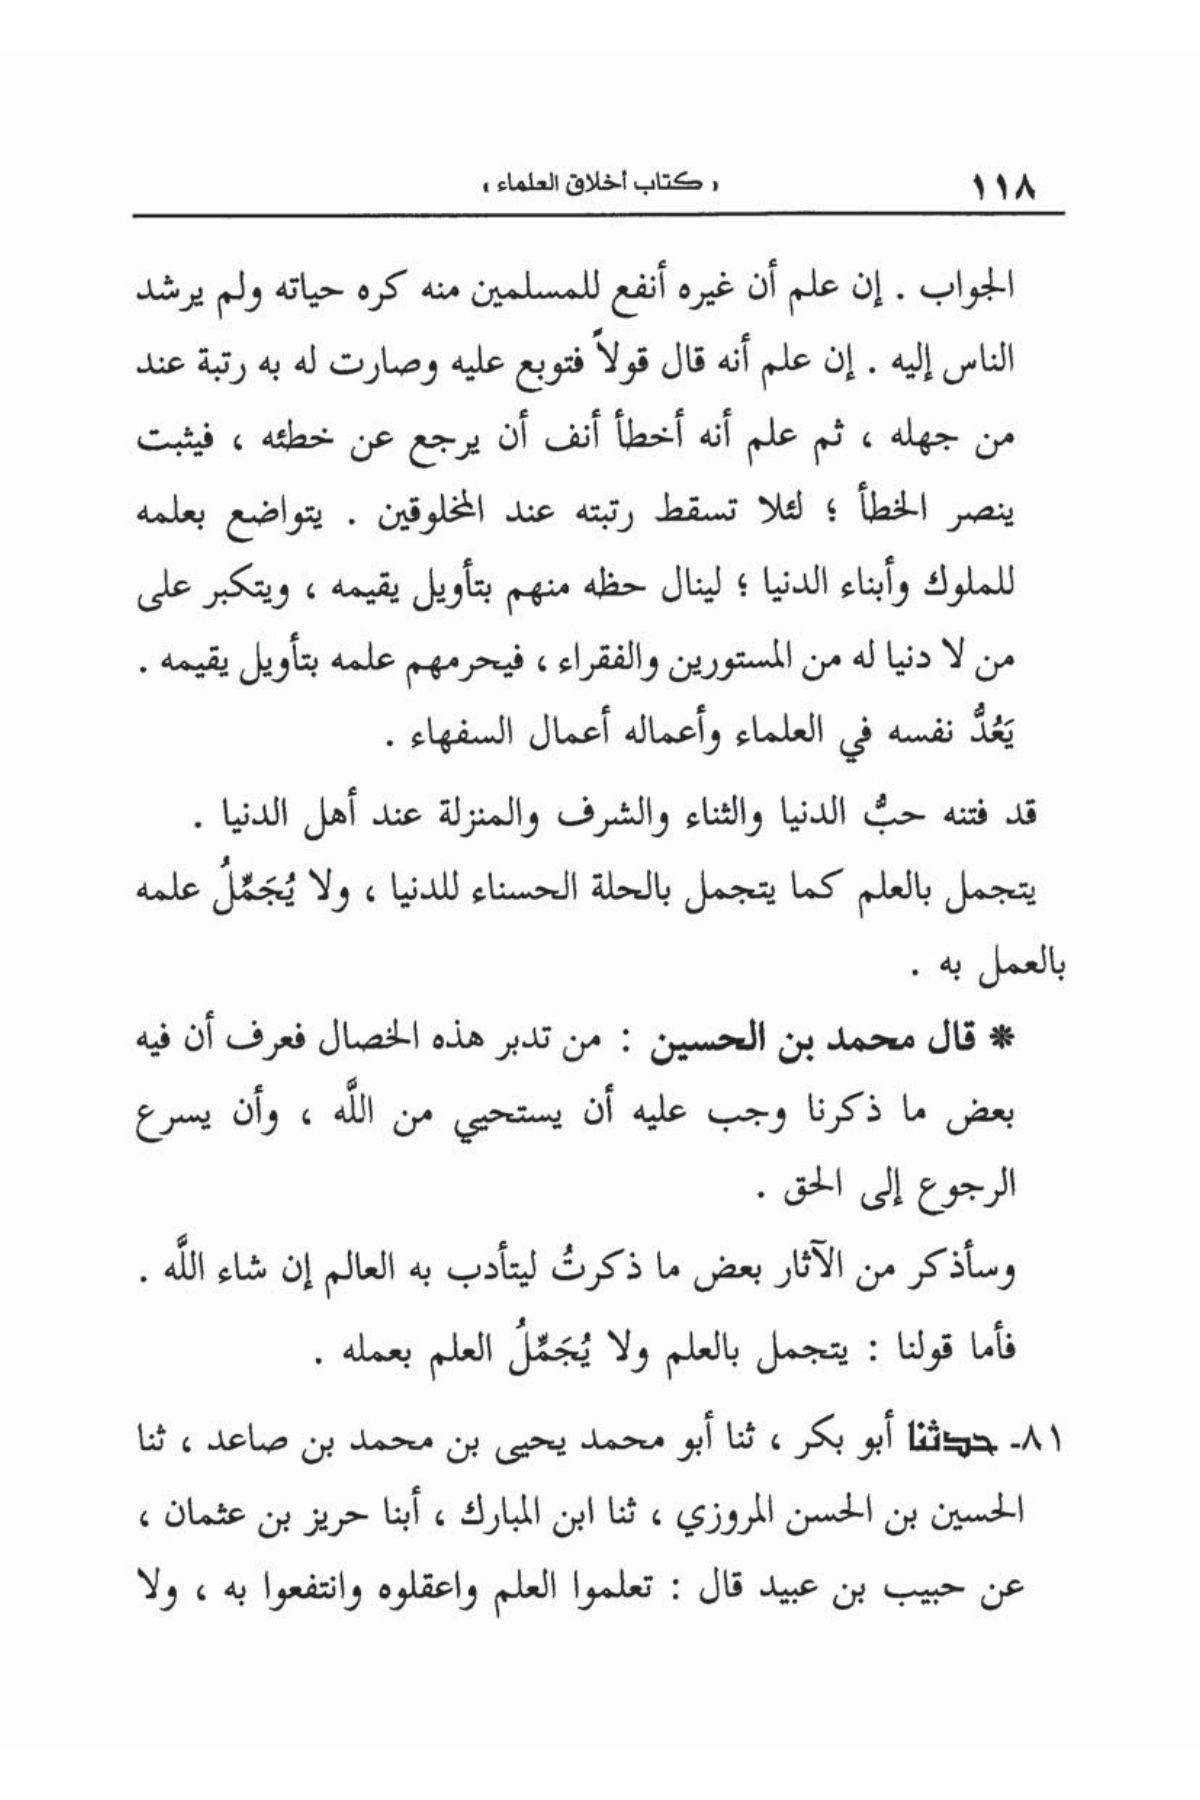 ١١٨
« كتاب أخلاق العلماء »
الجواب . إن علم أن غيره أنفع للمسلمين منه كره حياته ولم يرشد
الناس إليه . إن علم أنه قال قولاً فتوبع عليه وصارت له به رتبة عند
من جهله ، ثم علم أنه أخطأ أنف أن يرجع عن خطئه ، فيثبت
ينصر الخطأ ؛ لئلا تسقط رتبته عند المخلوقين . يتواضع بعلمه
للملوك وأبناء الدنيا ؛ لينال حظه منهم بتأويل يقيمه ، ويتكبر على
من لا دنيا له من المستورين والفقراء ، فيحرمهم علمه بتأويل يقيمه .
يَعُدُّ نفسه في العلماء وأعماله أعمال السفهاء .
قد فتنه حبُّ الدنيا والثناء والشرف والمنزلة عند أهل الدنيا .
يتجمل بالعلم كما يتجمل بالحلة الحسناء للدنيا ، ولا يُجَمِّلُ علمه
بالعمل به .
* قال محمد بن الحسين : من تدبر هذه الخصال فعرف أن فيه
بعض ما ذكرنا وجب عليه أن يستحيي من اللَّه ، وأن يسرع
الرجوع إلى الحق .
وسأذكر من الآثار بعض ما ذكرتُ ليتأدب به العالم إن شاء اللَّه .
فأما قولنا : يتجمل بالعلم ولا يُجَمِّلُ العلم بعمله .
٨١- حدثنا أبو بكر ، ثنا أبو محمد يحيى بن محمد بن صاعد ، ثنا
الحسين بن الحسن المروزي ، ثنا ابن المبارك ، أبنا حريز بن عثمان ،
عن حبيب بن عبيد قال : تعلموا العلم واعقلوه وانتفعوا به ، ولا